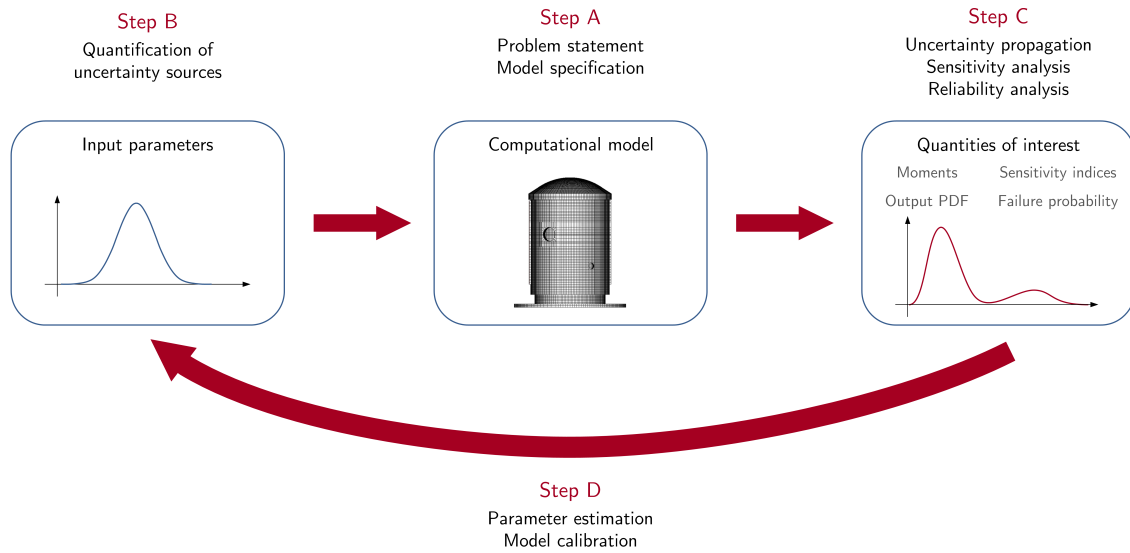 Step B
Quantification of
uncertainty sources
Step A
Problem statement
Model specification
Step C
Uncertainty propagation
Sensitivity analysis
Reliability analysis
Input parameters
Computational model
Quantities of interest
Moments
Sensitivity indices
Output PDF
Failure probability
Step D
Parameter estimation
Model calibration